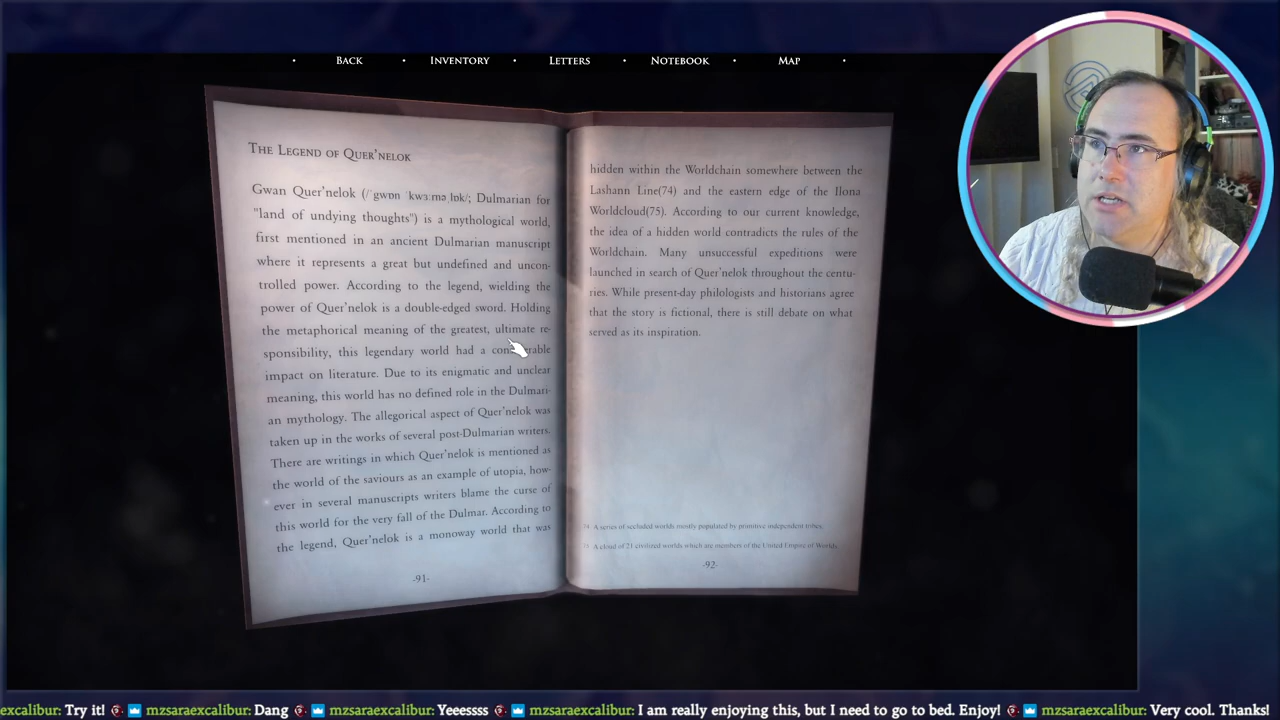 BACK
INVENTORY
LETTERS
NOTEBOOK
MAP
THE LEGEND OF QUER'NELOK
Gwan Quer'nelok (/ˈgwɒn ˈkwɜːrnəˌlɒk/; Dulmarian for
"land of undying thoughts") is a mythological world,
first mentioned in an ancient Dulmarian manuscript
where it represents a great but undefined and uncon-
trolled power. According to the legend, wielding the
power of Quer'nelok is a double-edged sword. Holding
the metaphorical meaning of the greatest, ultimate re-
sponsibility, this legendary world had a considerable
impact on literature. Due to its enigmatic and unclear
meaning, this world has no defined role in the Dulmari-
an mythology. The allegorical aspect of Quer'nelok was
taken up in the works of several post-Dulmarian writers.
There are writings in which Quer'nelok is mentioned as
the world of the saviours as an example of utopia, how-
ever in several manuscripts writers blame the curse of
this world for the very fall of the Dulmar. According to
the legend, Quer'nelok is a monoway world that was
-91-
hidden within the Worldchain somewhere between the
Lashann Line(74) and the eastern edge of the Ilona
Worldcloud(75). According to our current knowledge,
the idea of a hidden world contradicts the rules of the
Worldchain. Many unsuccessful expeditions were
launched in search of Quer'nelok throughout the centu-
ries. While present-day philologists and historians agree
that the story is fictional, there is still debate on what
served as its inspiration.
74 A series of secluded worlds mostly populated by primitive independent tribes.
75 A cloud of 21 civilized worlds which are members of the United Empire of Worlds.
-92-
excalibur: Try it! mzsaraexcalibur: Dang mzsaraexcalibur: Yeeessss mzsaraexcalibur: I am really enjoying this, but I need to go to bed. Enjoy! mzsaraexcalibur: Very cool. Thanks!